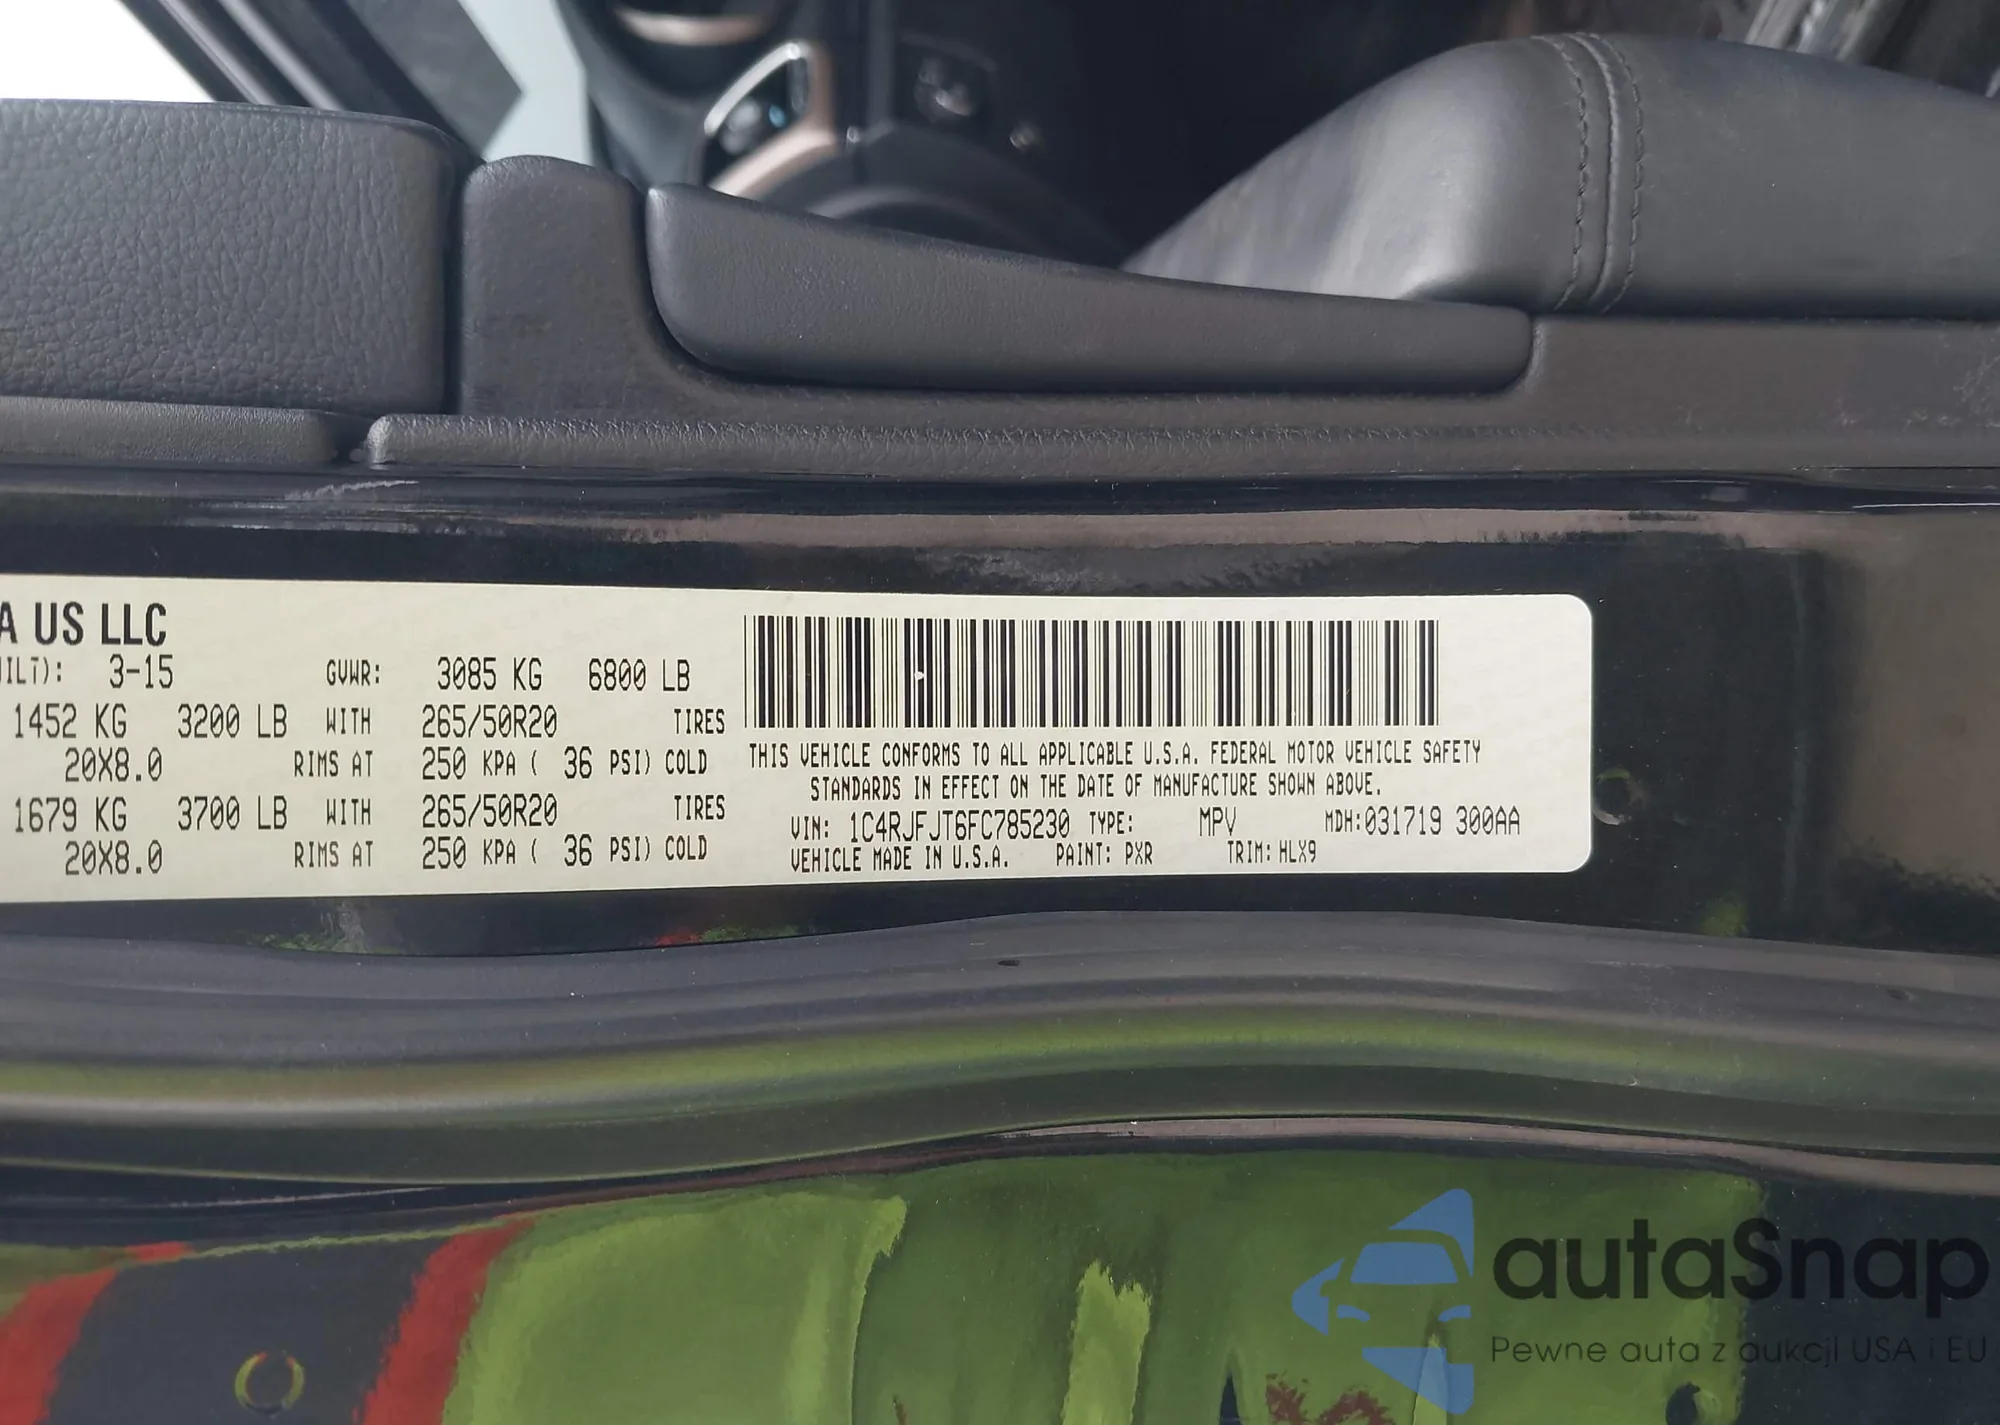 A US LLC
UILT): 3-15 GVWR: 3085 KG 6800 LB
1452 KG 3200 LB WITH 265/50R20 TIRES
20X8.0 RIMS AT 250 KPA ( 36 PSI) COLD
1679 KG 3700 LB WITH 265/50R20 TIRES
20X8.0 RIMS AT 250 KPA ( 36 PSI) COLD
THIS VEHICLE CONFORMS TO ALL APPLICABLE U.S.A. FEDERAL MOTOR VEHICLE SAFETY
STANDARDS IN EFFECT ON THE DATE OF MANUFACTURE SHOWN ABOVE.
VIN: 1C4RJFJT6FC785230 TYPE: MPV MDH:031719 300AA
VEHICLE MADE IN U.S.A. PAINT: PXR TRIM: HLX9
autaSnap
Pewne auta z aukcji USA i EU